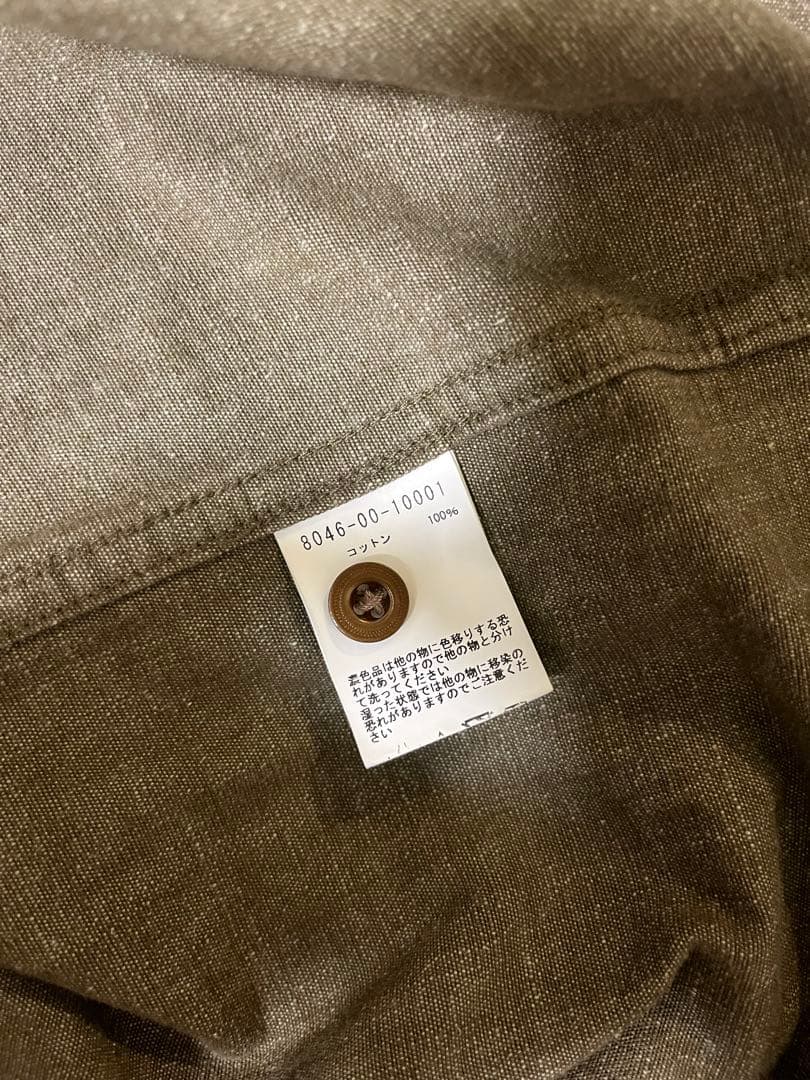 8046-00-10001
コットン 100%
濃色品は他の物に色移りする恐
れがありますので他の物と分け
て洗ってください
湿った状態では他の物に移染の
恐れがありますのでご注意くだ
さい